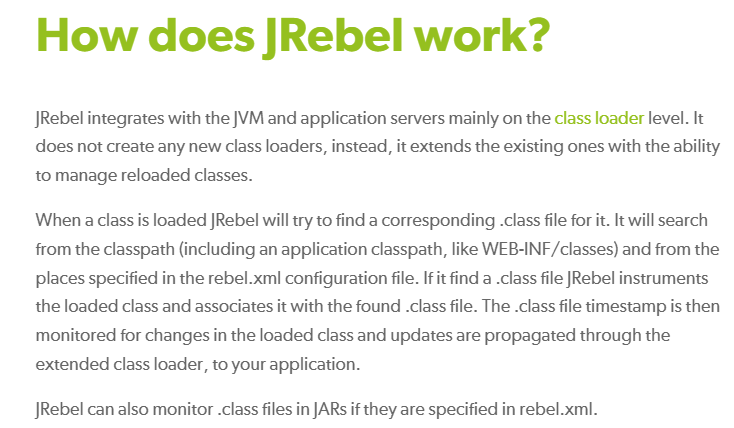 How does JRebel work?
JRebel integrates with the JVM and application servers mainly on the class loader level. It
does not create any new class loaders, instead, it extends the existing ones with the ability
to manage reloaded classes.
When a class is loaded JRebel will try to find a corresponding .class file for it. It will search
from the classpath (including an application classpath, like WEB-INF/classes) and from the
places specified in the rebel.xml configuration file. If it find a .class file JRebel instruments
the loaded class and associates it with the found .class file. The .class file timestamp is then
monitored for changes in the loaded class and updates are propagated through the
extended class loader, to your application.
JRebel can also monitor .class files in JARs if they are specified in rebel.xml.